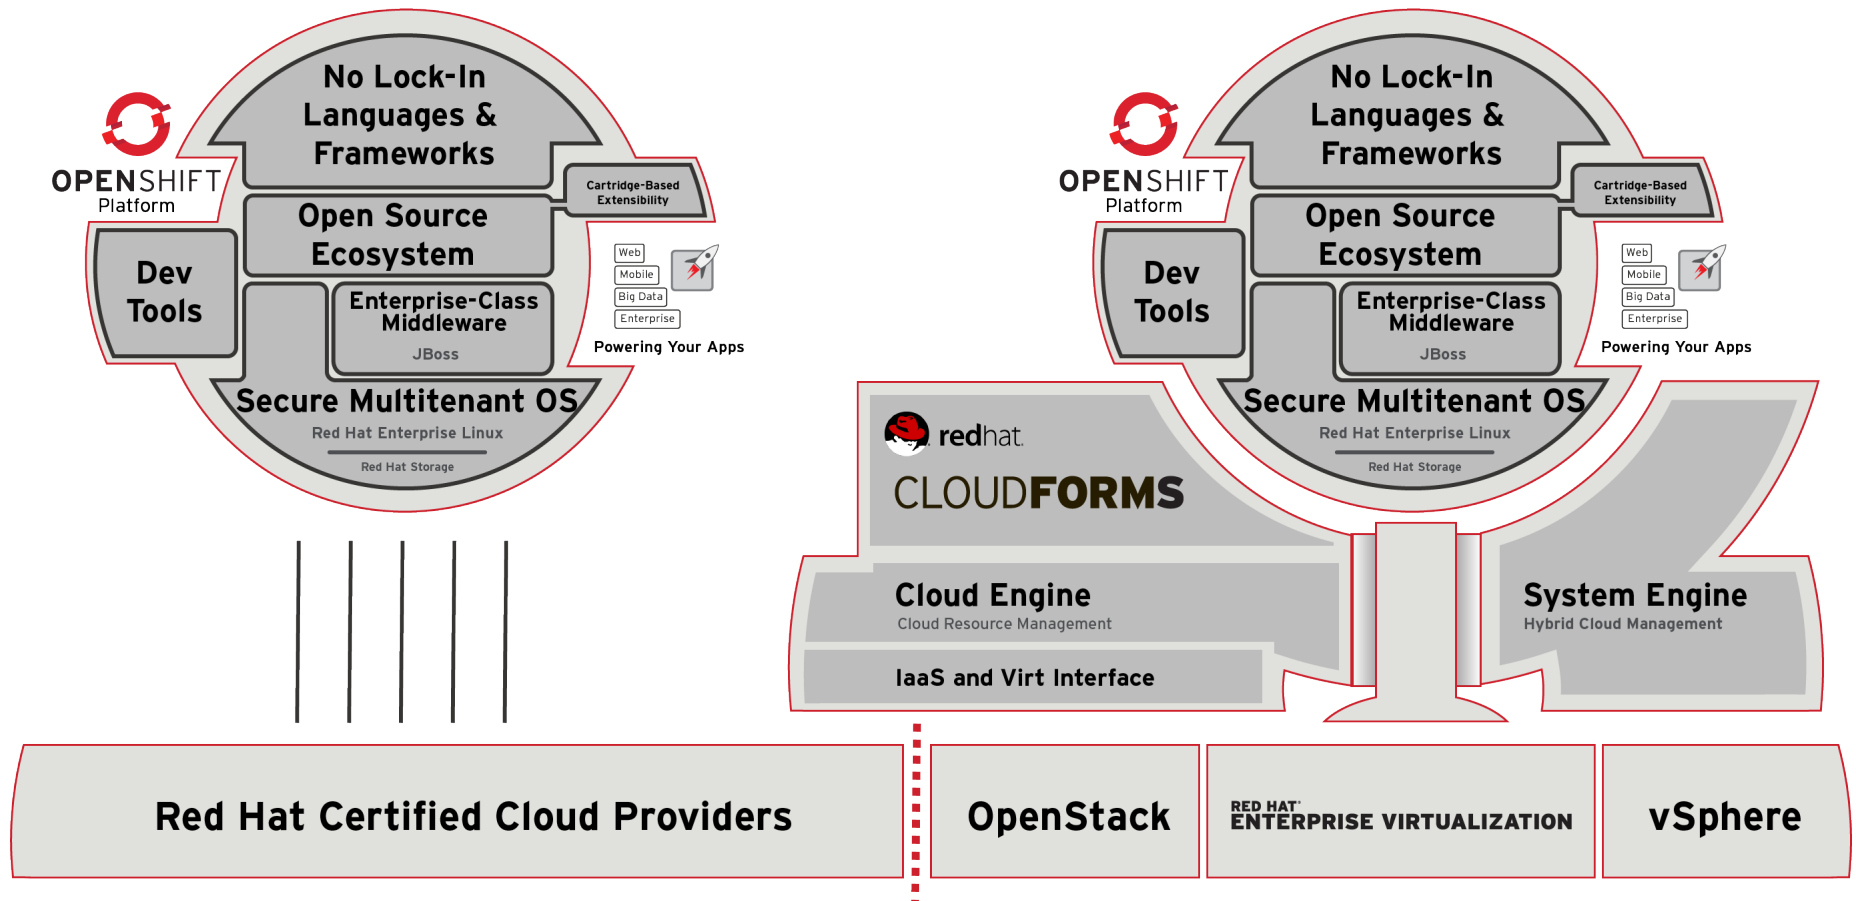 No Lock-In
Languages &
Frameworks
OPENSHIFT
Platform
Cartridge-Based
Extensibility
Open Source
Ecosystem
Dev
Tools
Web
Mobile
Big Data
Enterprise
Powering Your Apps
Enterprise-Class
Middleware
JBoss
Secure Multitenant OS
Red Hat Enterprise Linux
Red Hat Storage
No Lock-In
Languages &
Frameworks
OPENSHIFT
Platform
Cartridge-Based
Extensibility
Open Source
Ecosystem
Dev
Tools
Web
Mobile
Big Data
Enterprise
Powering Your Apps
Enterprise-Class
Middleware
JBoss
Secure Multitenant OS
Red Hat Enterprise Linux
Red Hat Storage
redhat.
CLOUDFORMS
Cloud Engine
Cloud Resource Management
IaaS and Virt Interface
System Engine
Hybrid Cloud Management
Red Hat Certified Cloud Providers
OpenStack
RED HAT
ENTERPRISE VIRTUALIZATION
vSphere